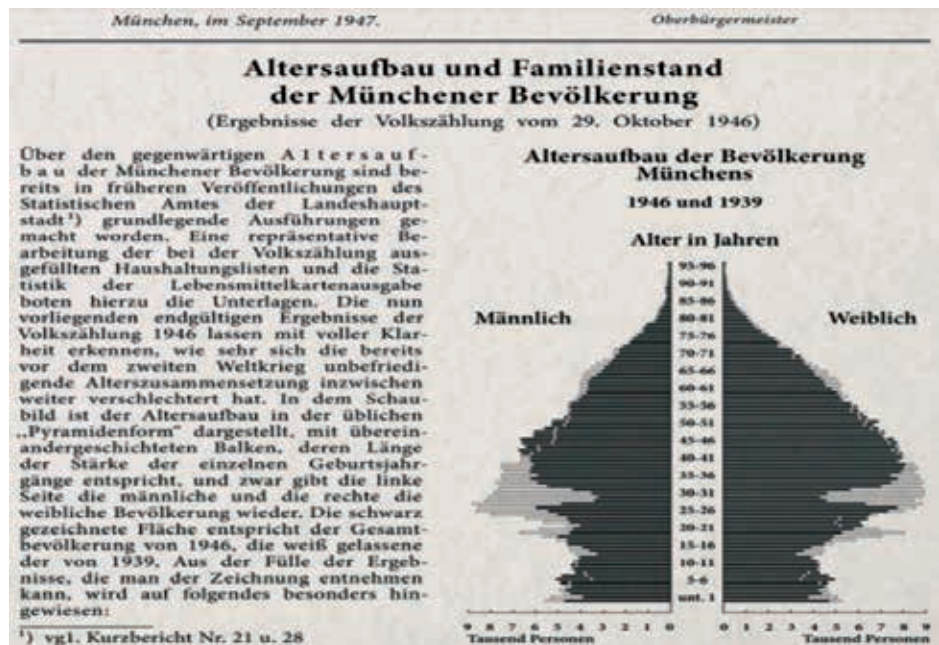 München, im September 1947.
Oberbürgermeister
Altersaufbau und Familienstand
der Münchener Bevölkerung
(Ergebnisse der Volkszählung vom 29. Oktober 1946)
Über den gegenwärtigen Altersauf-
bau der Münchener Bevölkerung sind be-
reits in früheren Veröffentlichungen des
Statistischen Amtes der Landeshaupt-
stadt¹) grundlegende Ausführungen ge-
macht worden. Eine repräsentative Be-
arbeitung der bei der Volkszählung aus-
gefüllten Haushaltungslisten und die Sta-
tistik der Lebensmittelkartenausgabe
boten hierzu die Unterlagen. Die nun
vorliegenden endgültigen Ergebnisse der
Volkszählung 1946 lassen mit voller Klar-
heit erkennen, wie sehr sich die bereits
vor dem zweiten Weltkrieg unbefriedi-
gende Alterszusammensetzung inzwischen
weiter verschlechtert hat. In dem Schau-
bild ist der Altersaufbau in der üblichen
„Pyramidenform" dargestellt, mit überein-
andergeschichteten Balken, deren Länge
der Stärke der einzelnen Geburtsjahr-
gänge entspricht, und zwar gibt die linke
Seite die männliche und die rechte die
weibliche Bevölkerung wieder. Die schwarz
gezeichnete Fläche entspricht der Gesamt-
bevölkerung von 1946, die weiß gelassene
der von 1939, Aus der Fülle der Ergeb-
nisse, die man der Zeichnung entnehmen
kann, wird auf folgendes besonders hin-
gewiesen:
¹) vgl. Kurzbericht Nr. 21 u. 28
Altersaufbau der Bevölkerung
Münchens
1946 und 1939
Alter in Jahren
Männlich
Weiblich
95-96
90-91
85-86
80-81
75-76
70-71
65-66
60-61
55-56
50-51
45-46
40-41
35-36
30-31
25-26
20-21
15-16
10-11
5-6
unt. 1
9 8 7 6 5 4 3 2 1 0
0 1 2 3 4 5 6 7 8 9
Tausend Personen
Tausend Personen